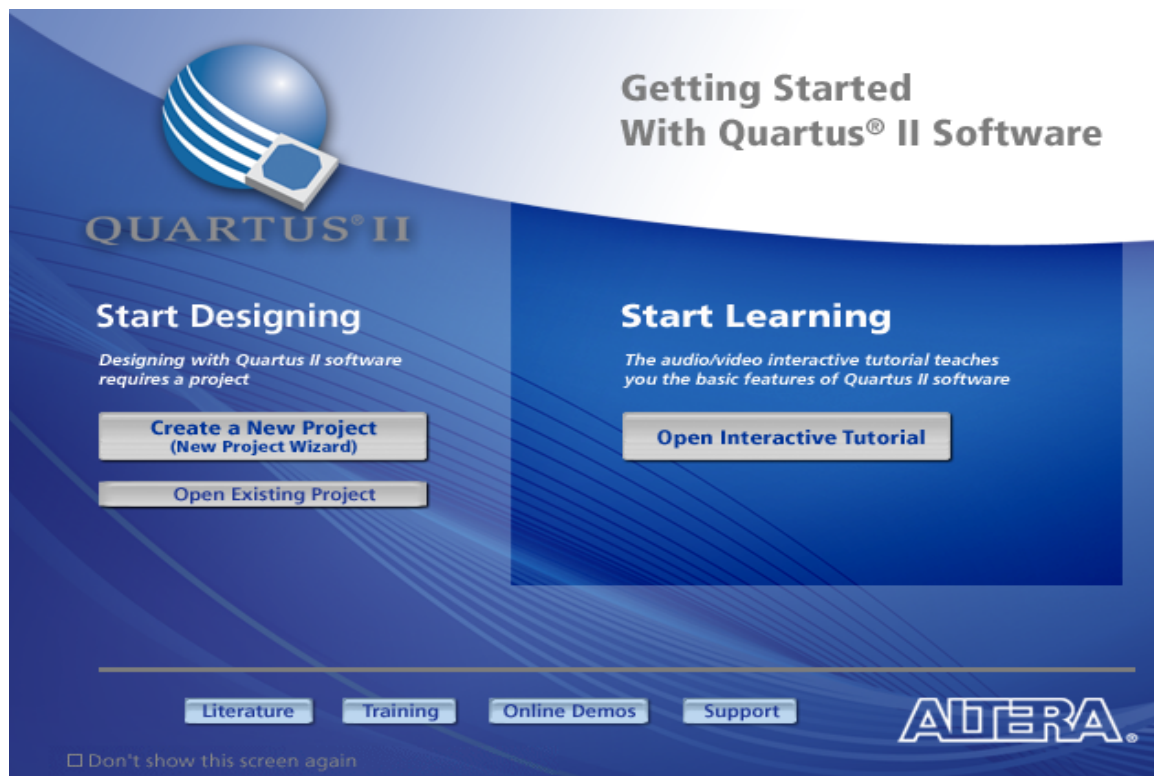 Getting Started
With Quartus® II Software
QUARTUS®II
Start Designing
Designing with Quartus II software
requires a project
Create a New Project
(New Project Wizard)
Open Existing Project
Start Learning
The audio/video interactive tutorial teaches
you the basic features of Quartus II software
Open Interactive Tutorial
Literature
Training
Online Demos
Support
ALTERA®
Don't show this screen again